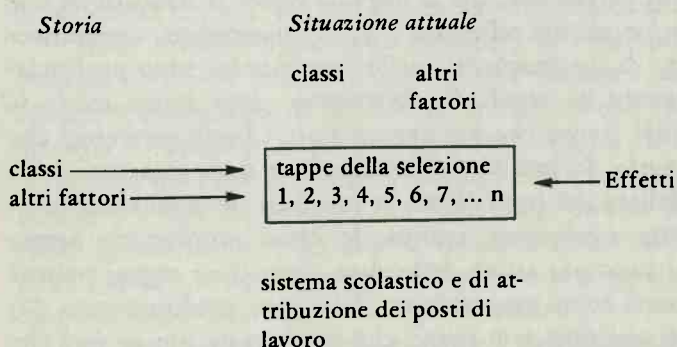 Storia Situazione attuale
classi altri
fattori
classi tappe della selezione Effetti
altri fattori 1, 2, 3, 4, 5, 6, 7, ... n
sistema scolastico e di at-
tribuzione dei posti di
lavoro